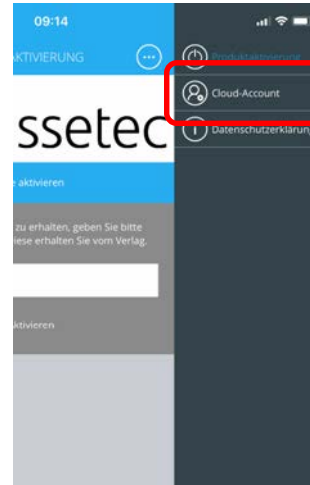 09:14
KTIVIERUNG
Produktaktivierung
Cloud-Account
ssetec
Datenschutzerklärung
e aktivieren
zu erhalten, geben Sie bitte
iese erhalten Sie vom Verlag.
ktivieren